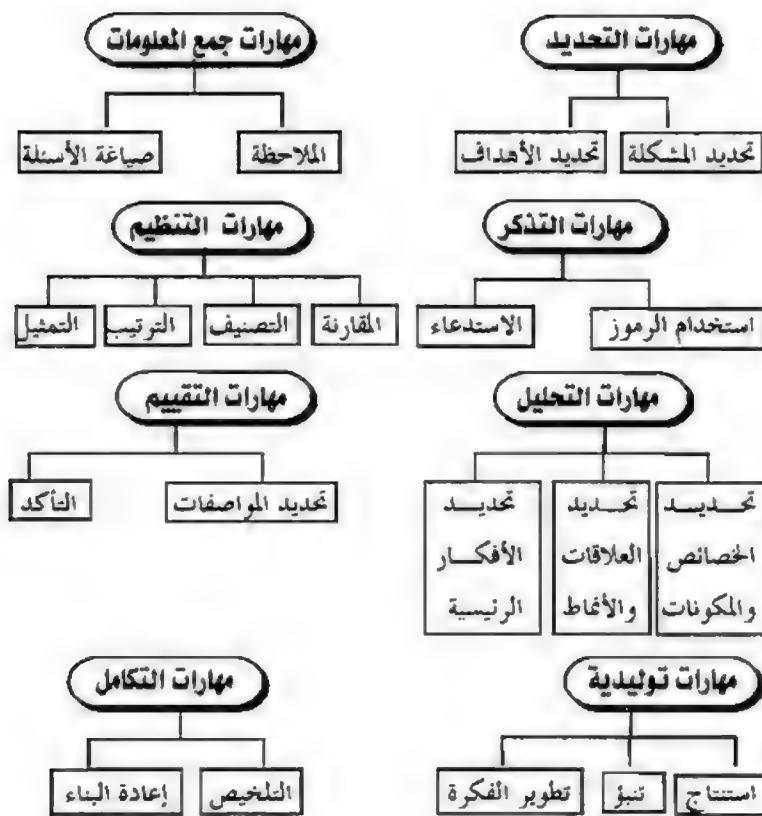 مهارات التحديد
تحديد المشكلة
تحديد الأهداف
مهارات جمع المعلومات
الملاحظة
صياغة الأسئلة
مهارات التذكر
استخدام الرموز
الاستدعاء
مهارات التنظيم
المقارنة
التصنيف
الترتيب
التمثيل
مهارات التحليل
تحديد
الخصائص
والمكونات
تحديد
العلاقات
والأنماط
تحديد
الأفكار
الرئيسية
مهارات التقييم
تحديد المواصفات
التأكد
مهارات توليدية
استنتاج
تنبؤ
تطوير الفكرة
مهارات التكامل
التلخيص
إعادة البناء